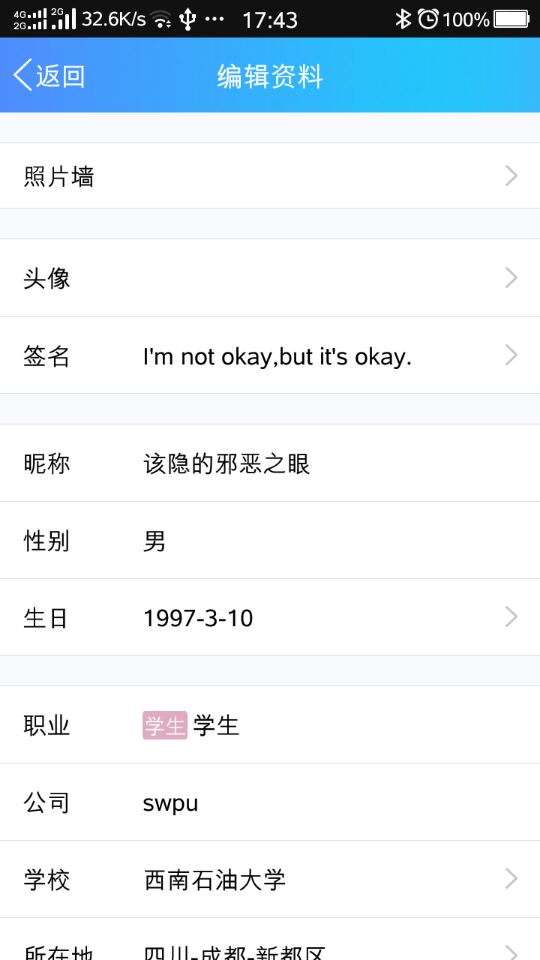 4G 2G 2G 32.6K/s 17:43 100%
返回 编辑资料
照片墙
头像
签名 I'm not okay,but it's okay.
昵称 该隐的邪恶之眼
性别 男
生日 1997-3-10
职业 学生 学生
公司 swpu
学校 西南石油大学
所在地 四川-成都-新都区